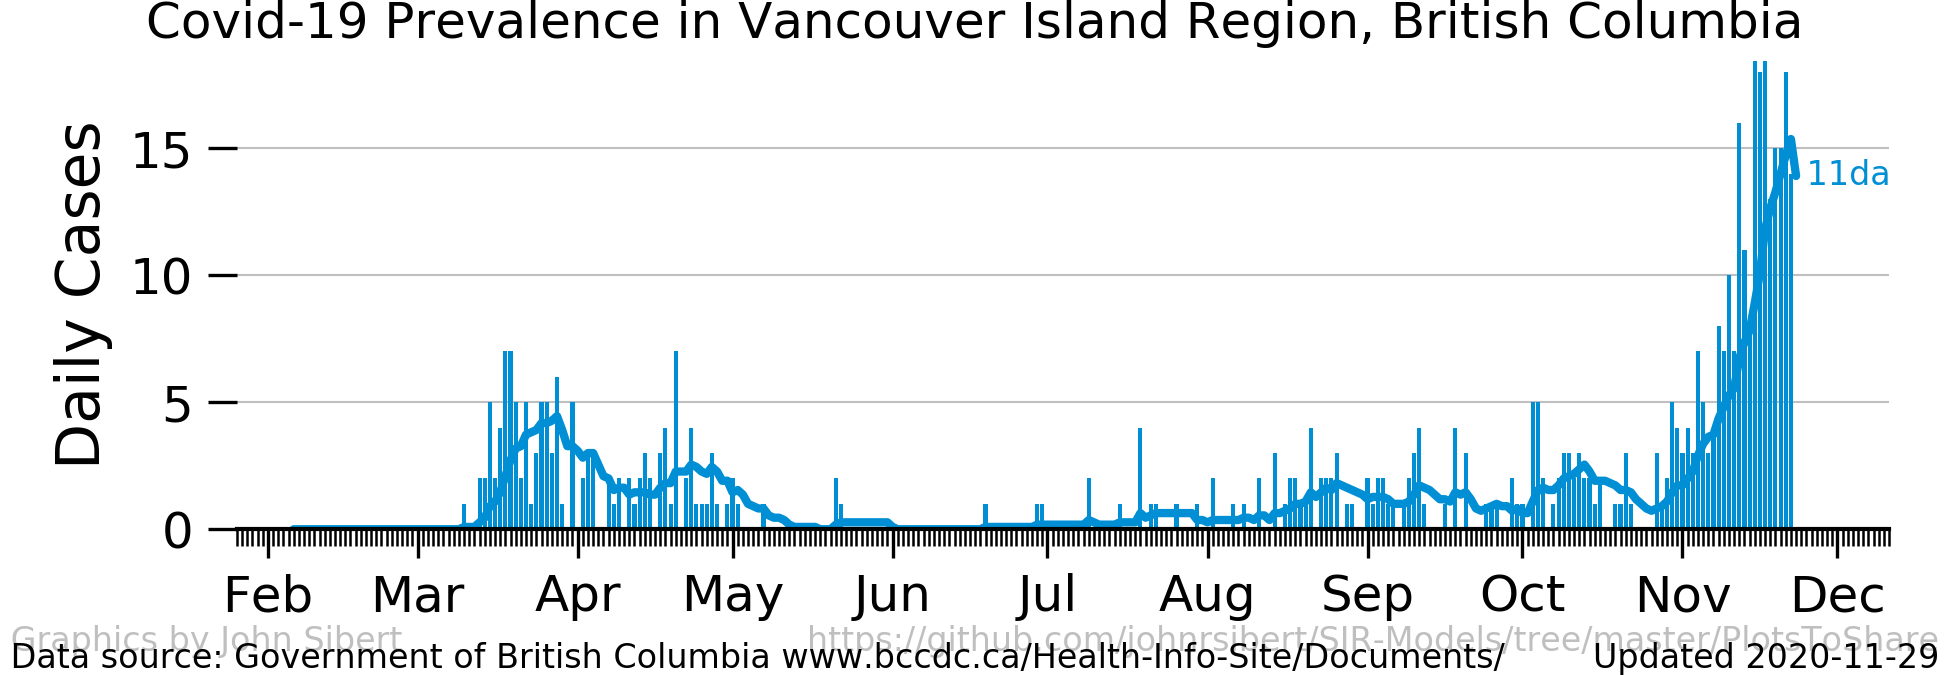 Covid-19 Prevalence in Vancouver Island Region, British Columbia
Daily Cases
15
10
5
0
11da
Feb Mar Apr May Jun Jul Aug Sep Oct Nov Dec
Graphics by John Sibert https://github.com/johnrsibert/SIR-Models/tree/master/PlotsToShare
Data source: Government of British Columbia www.bccdc.ca/Health-Info-Site/Documents/ Updated 2020-11-29